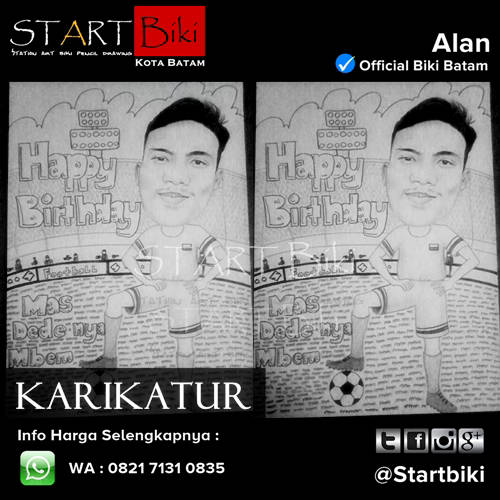 START Biki
STATION ART BIKI PENCIL DRAWING
KOTA BATAM
Alan
Official Biki Batam
Happy
Birthday
Football
Mas
Dede'nya
Mbem
Happy
Birthday
Football
Mas
Dede'nya
Mbem
START Biki
KARIKATUR
Info Harga Selengkapnya :
WA : 0821 7131 0835
@Startbiki